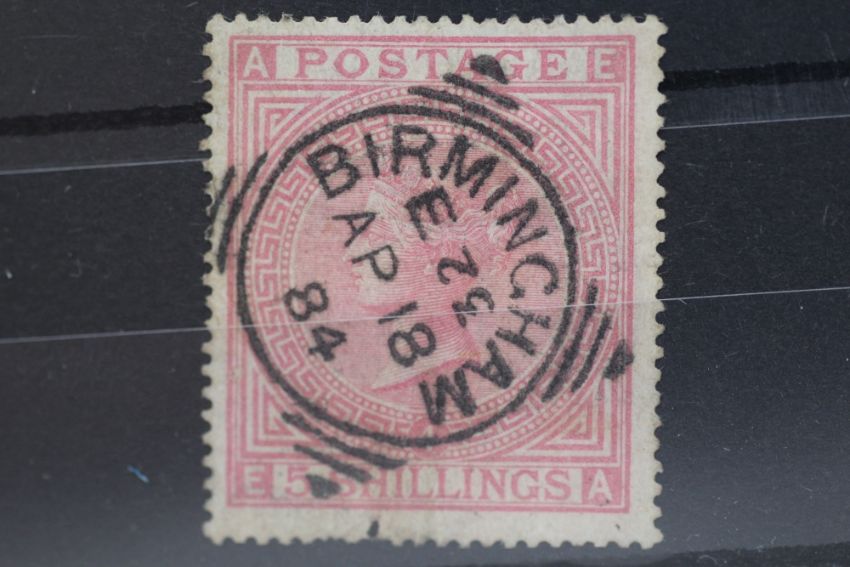 A POSTAGE E
BIRMINGHAM
E
32
AP 18
84
E 5 SHILLINGS A